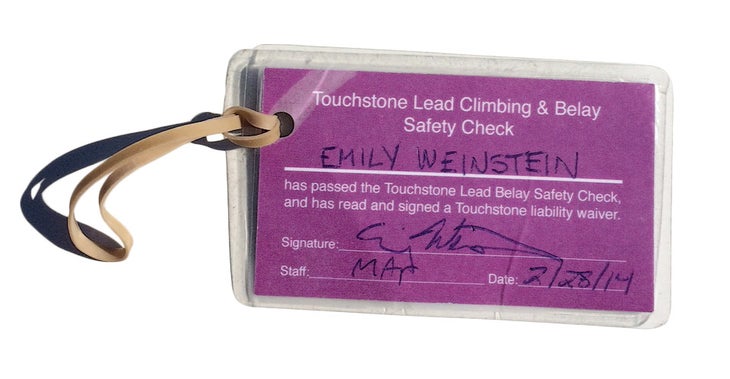 Touchstone Lead Climbing & Belay
Safety Check
EMILY WEINSTEIN
has passed the Touchstone Lead Belay Safety Check,
and has read and signed a Touchstone liability waiver.
Signature:
Staff: MAX Date: 2/28/14